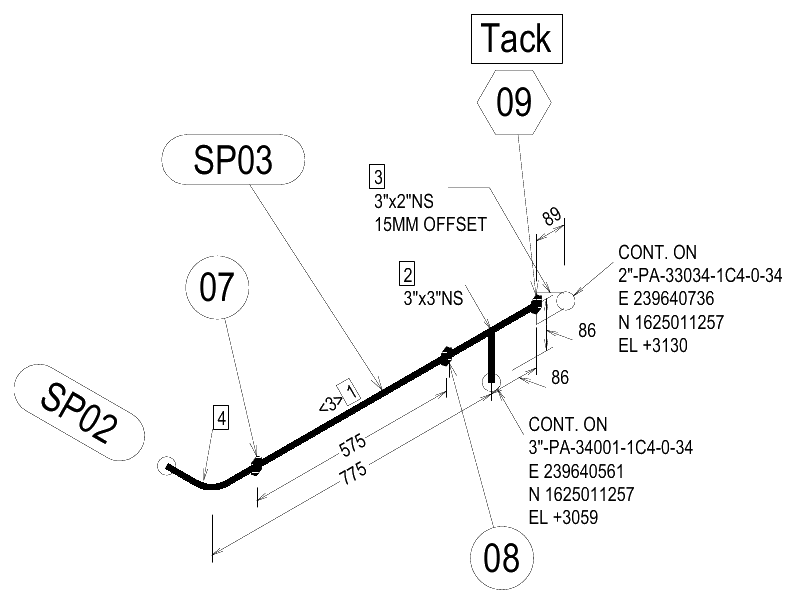 Tack
09
SP03
3
3"x2"NS
15MM OFFSET
89
CONT. ON
2"-PA-33034-1C4-0-34
E 239640736
N 1625011257
EL +3130
2
3"x3"NS
07
86
86
SP02
4
<3> 1
575
775
CONT. ON
3"-PA-34001-1C4-0-34
E 239640561
N 1625011257
EL +3059
08